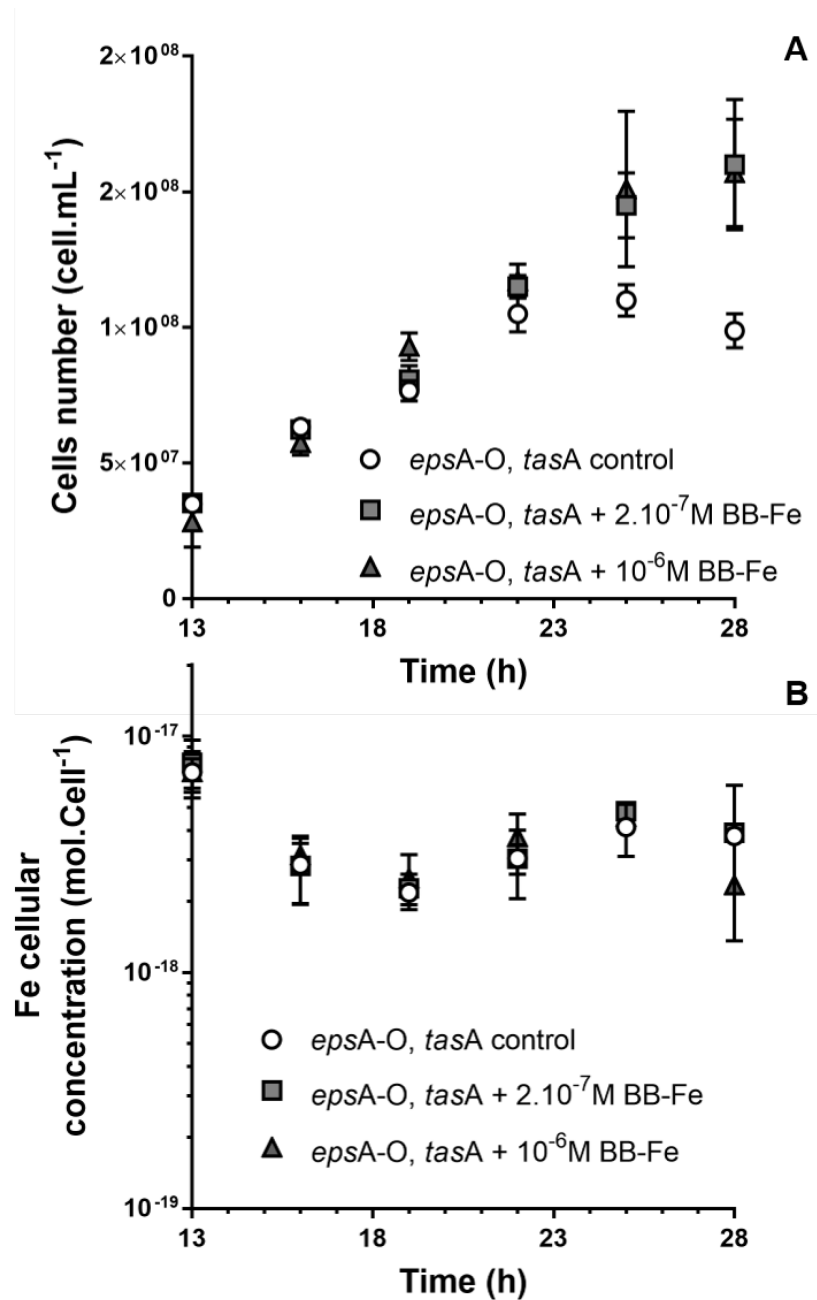 A
2×10⁰⁸
2×10⁰⁸
1×10⁰⁸
5×10⁰⁷
0
Cells number (cell.mL⁻¹)
epsA-O, tasA control
epsA-O, tasA + 2.10⁻⁷M BB-Fe
epsA-O, tasA + 10⁻⁶M BB-Fe
13 18 23 28
Time (h)
B
10⁻¹⁷
10⁻¹⁸
10⁻¹⁹
Fe cellular
concentration (mol.Cell⁻¹)
epsA-O, tasA control
epsA-O, tasA + 2.10⁻⁷M BB-Fe
epsA-O, tasA + 10⁻⁶M BB-Fe
13 18 23 28
Time (h)